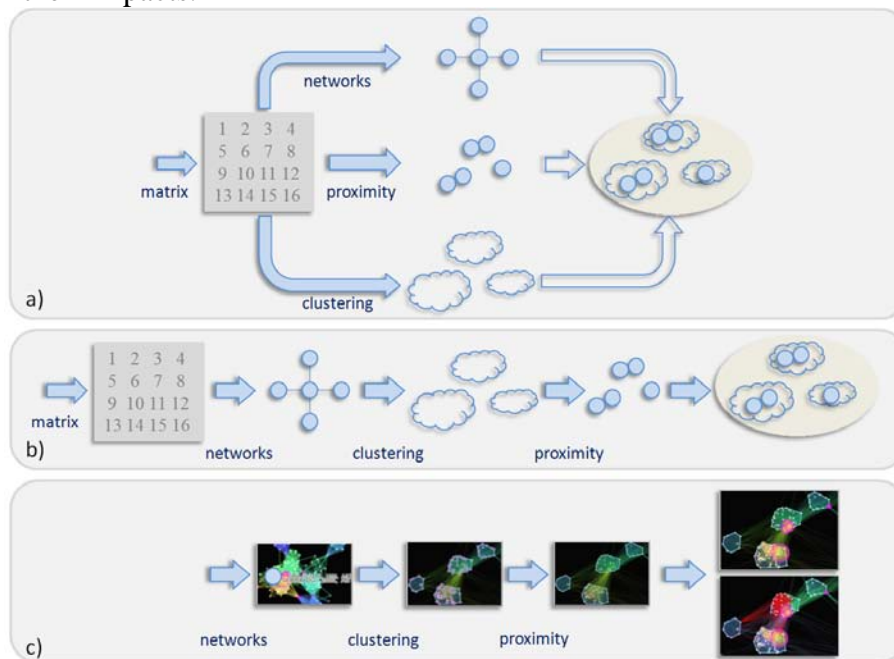 networks
1 2 3 4
5 6 7 8
9 10 11 12
13 14 15 16
matrix
proximity
clustering
a)
1 2 3 4
5 6 7 8
9 10 11 12
13 14 15 16
matrix
networks
clustering
proximity
b)
networks
clustering
proximity
c)